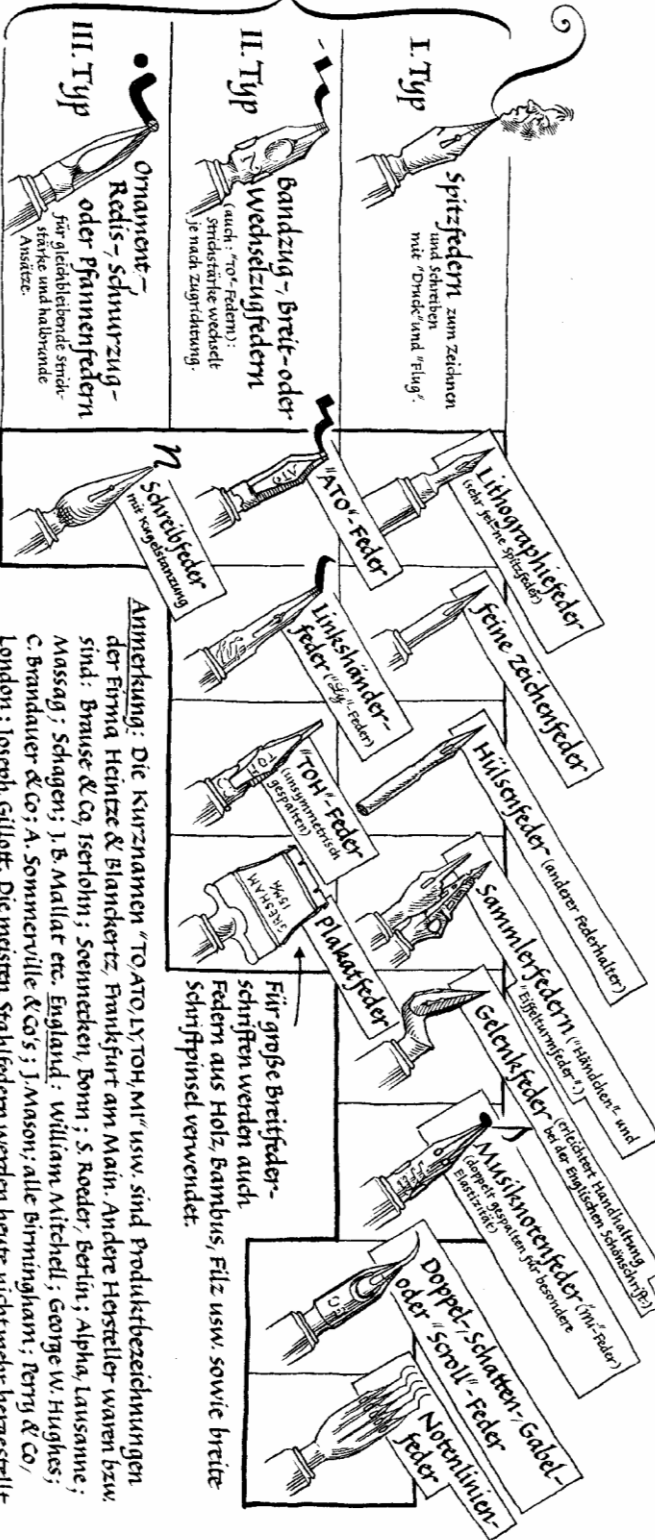 I. Typ
Spitzfedern zum Zeichnen
und Schreiben
mit "Druck" und "Flug".
Lithographiefeder
(sehr feine Spitzfeder)
feine Zeichenfeder
Hülsenfeder (anderer Federhalter)
Sammlerfedern ("Händchen"- und
"Eiffelturmfeder".)
Gelenkfeder (erleichtert Handhaltung
bei der Englischen Schönschrift.)
Musiknotenfeder ("mi"-Feder)
(doppelt gespalten für besondere
Elastizität)
Doppel-, Schatten-, Gabel-
oder "Scroll"-Feder
Notenlinien-
feder
II. Typ
Bandzug-, Breit- oder
Wechselzugfedern
(auch: "TO"-Federn):
Strichstärke wechselt
je nach Zugrichtung.
"ATO"-Feder
ATO
Linkshänder-
feder ("Ly"-Feder)
"TOH"-Feder
(unsymmetrisch
gespalten)
TOH
Plakatfeder
GRESHAM
Für große Breitfeder-
schriften werden auch
Federn aus Holz, Bambus, Filz usw. sowie breite
Schriftpinsel verwendet.
III. Typ
Ornament-,
Redis-, Schnurzug-
oder Pfannenfedern
für gleichbleibende Strich-
stärke und halbrunde
Ansätze.
n
Schreibfeder
mit Kugelstanzung
Anmerkung: Die Kurznamen "TO, ATO, LY, TOH, MI" usw. sind Produktbezeichnungen
der Firma Heintze & Blanckertz, Frankfurt am Main. Andere Hersteller waren bzw.
sind: Brause & Co, Iserlohn; Soennecken, Bonn; S. Roeder, Berlin; Alpha, Lausanne;
Massag; Schagen; J. B. Mallat etc. England: William Mitchell; George W. Hughes;
C. Brandauer & Co; A. Sommerville & Co's; J. Mason; alle Birmingham; Perry & Co,
London; Joseph Gillott. Die meisten Stahlfedern werden heute nicht mehr hergestellt